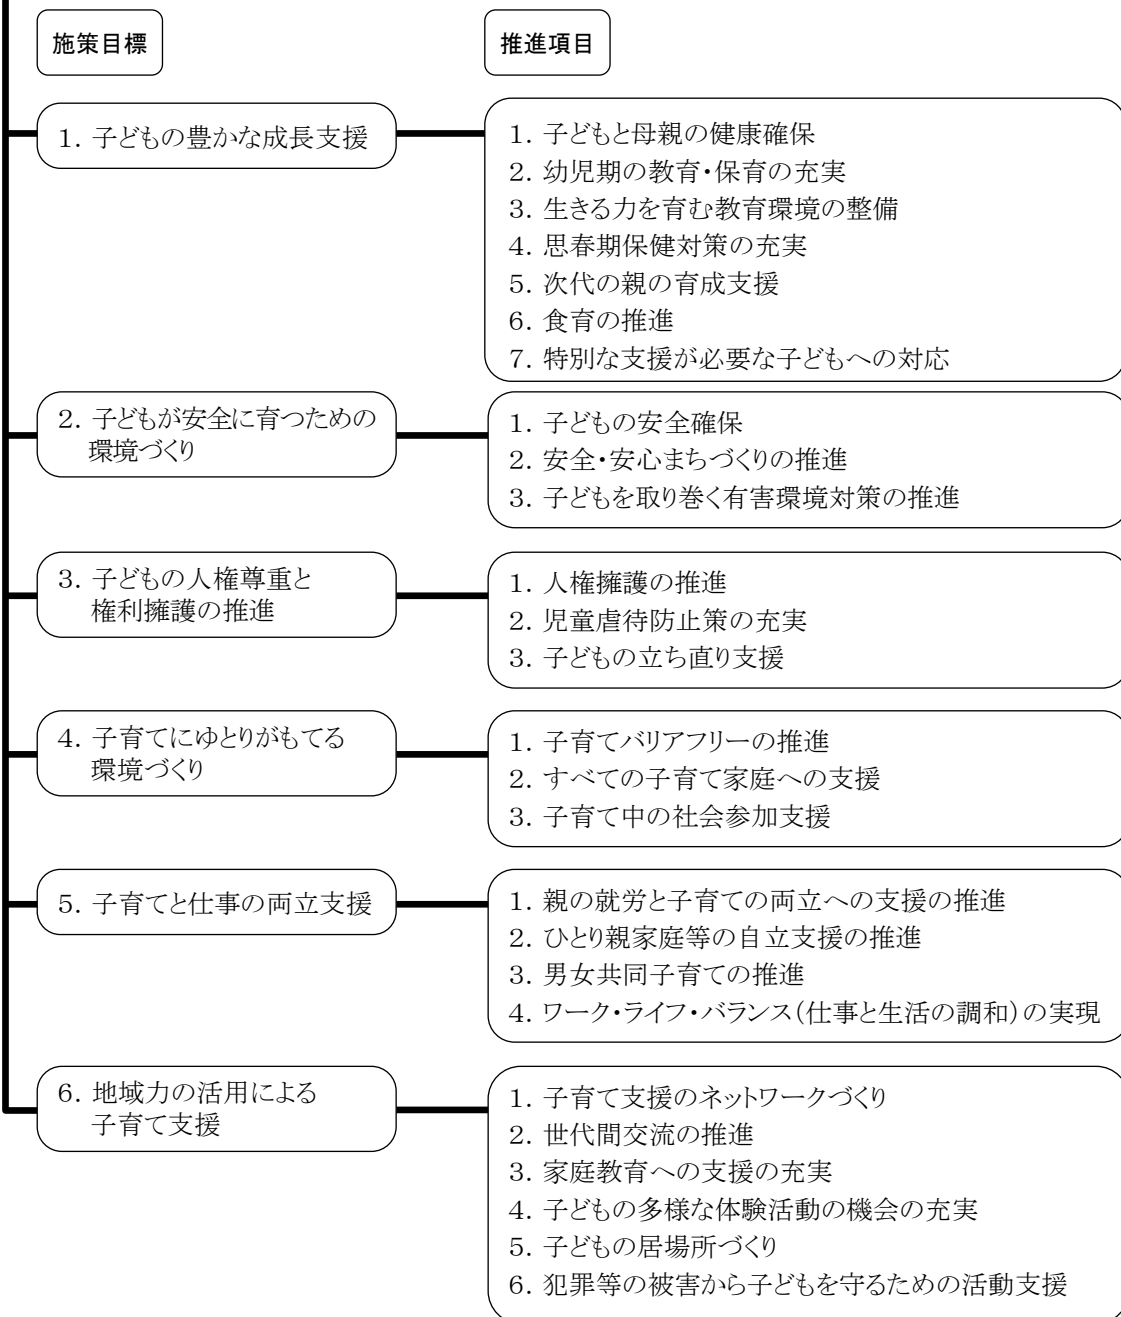 施策目標
推進項目
1. 子どもの豊かな成長支援
1. 子どもと母親の健康確保
2. 幼児期の教育・保育の充実
3. 生きる力を育む教育環境の整備
4. 思春期保健対策の充実
5. 次代の親の育成支援
6. 食育の推進
7. 特別な支援が必要な子どもへの対応
2. 子どもが安全に育つための
環境づくり
1. 子どもの安全確保
2. 安全・安心まちづくりの推進
3. 子どもを取り巻く有害環境対策の推進
3. 子どもの人権尊重と
権利擁護の推進
1. 人権擁護の推進
2. 児童虐待防止策の充実
3. 子どもの立ち直り支援
4. 子育てにゆとりがもてる
環境づくり
1. 子育てバリアフリーの推進
2. すべての子育て家庭への支援
3. 子育て中の社会参加支援
5. 子育てと仕事の両立支援
1. 親の就労と子育ての両立への支援の推進
2. ひとり親家庭等の自立支援の推進
3. 男女共同子育ての推進
4. ワーク・ライフ・バランス(仕事と生活の調和)の実現
6. 地域力の活用による
子育て支援
1. 子育て支援のネットワークづくり
2. 世代間交流の推進
3. 家庭教育への支援の充実
4. 子どもの多様な体験活動の機会の充実
5. 子どもの居場所づくり
6. 犯罪等の被害から子どもを守るための活動支援